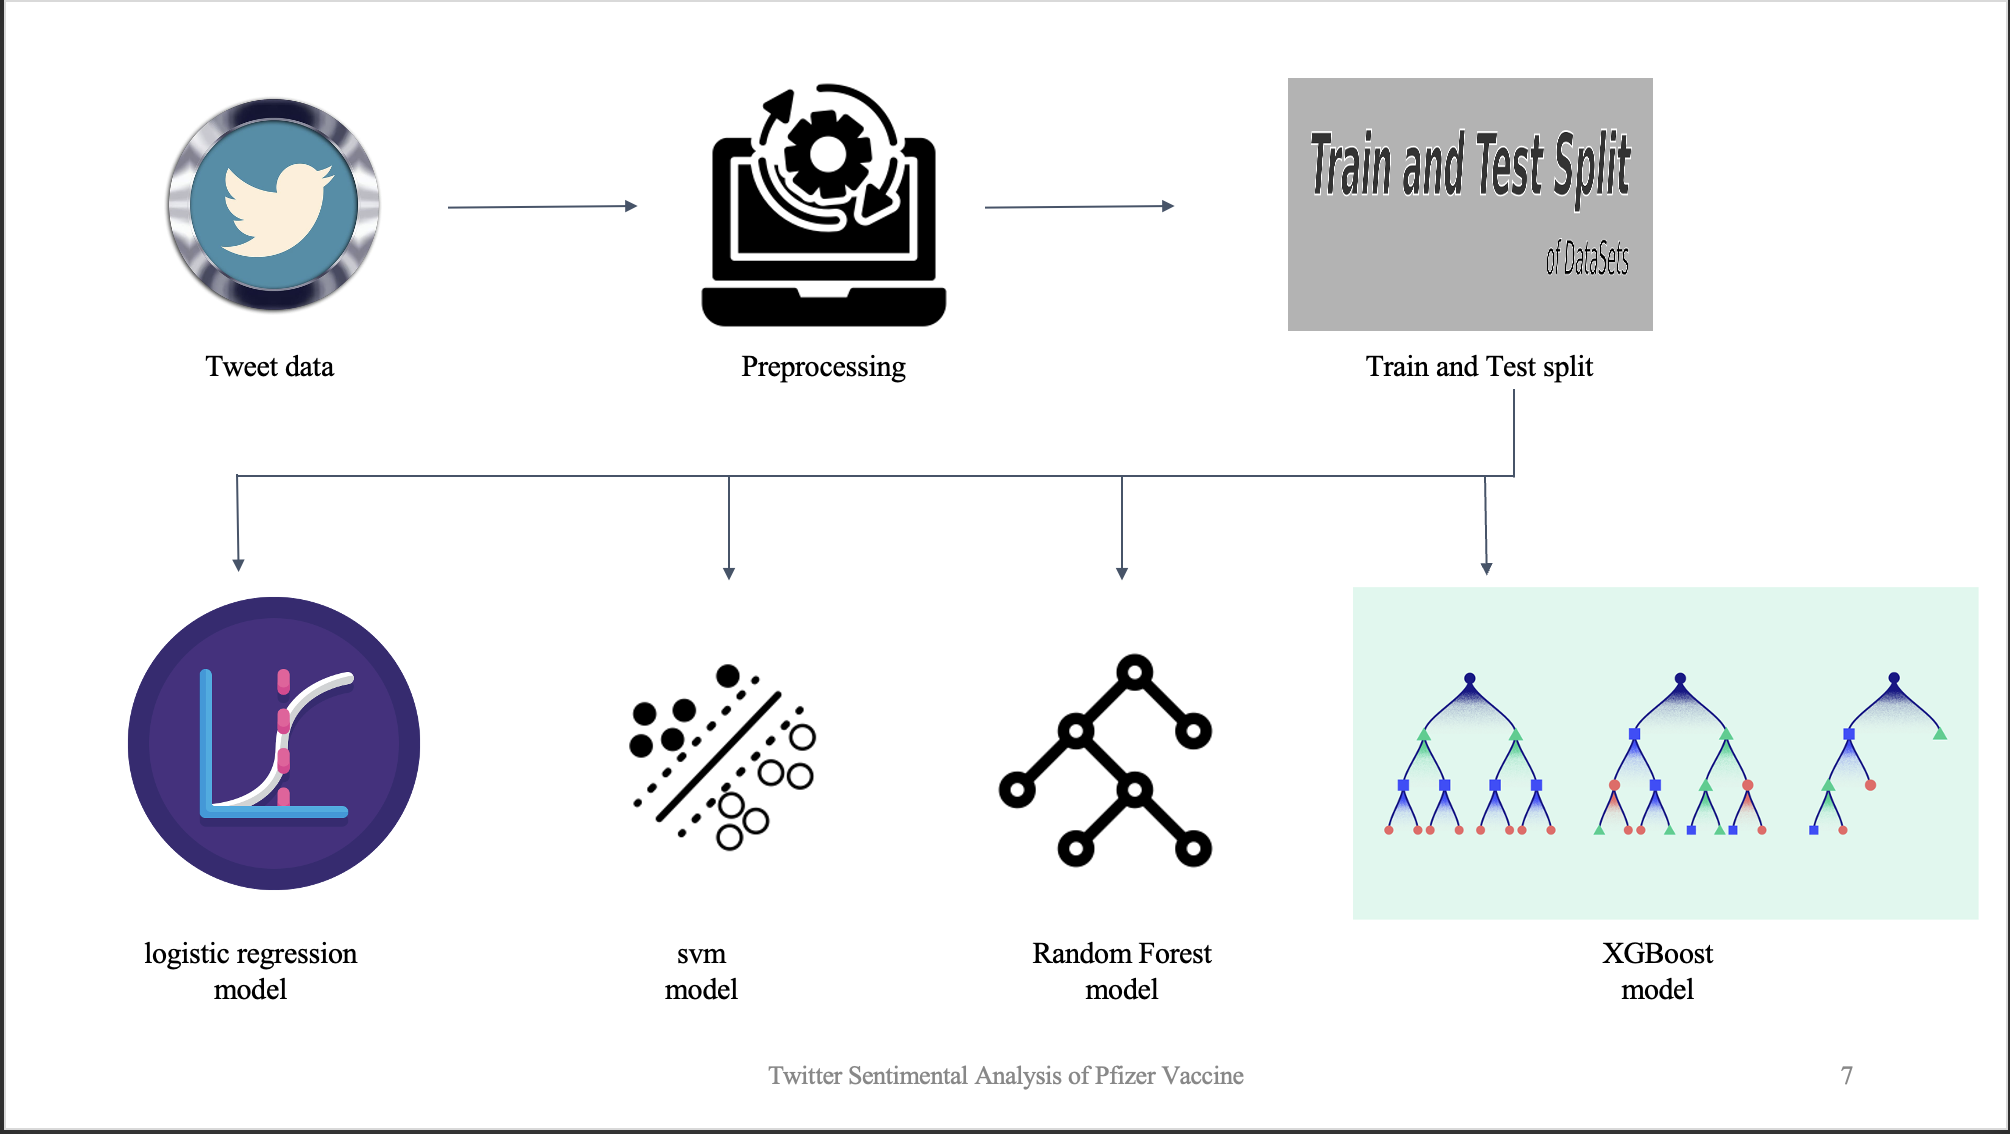 Train and Test Split
of DataSets
Tweet data
Preprocessing
Train and Test split
logistic regression
model
svm
model
Random Forest
model
XGBoost
model
Twitter Sentimental Analysis of Pfizer Vaccine
7